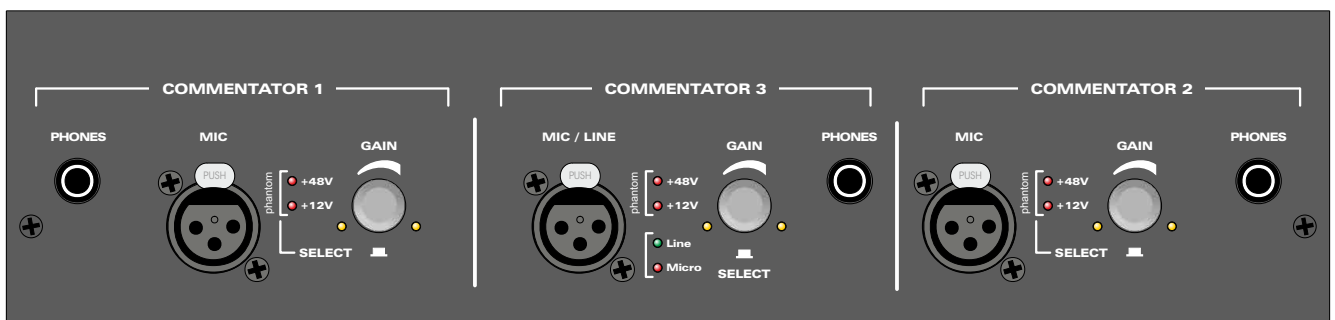 COMMENTATOR 1
PHONES
MIC
GAIN
PUSH
phantom
+48V
+12V
SELECT
COMMENTATOR 3
MIC / LINE
GAIN
PHONES
PUSH
phantom
+48V
+12V
Line
Micro
SELECT
COMMENTATOR 2
MIC
GAIN
PHONES
PUSH
phantom
+48V
+12V
SELECT